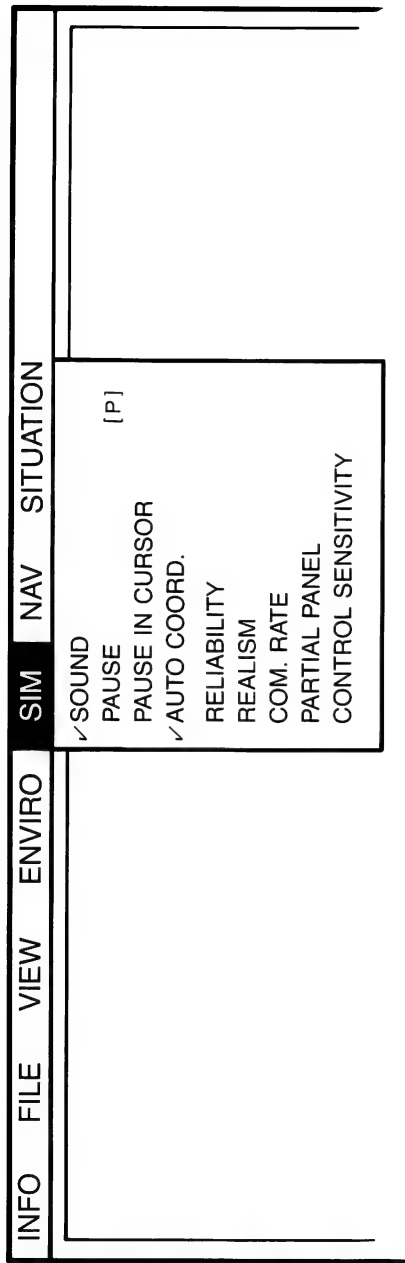 INFO FILE VIEW ENVIRO SIM NAV SITUATION
✓SOUND
PAUSE [P]
PAUSE IN CURSOR
✓AUTO COORD.
RELIABILITY
REALISM
COM. RATE
PARTIAL PANEL
CONTROL SENSITIVITY